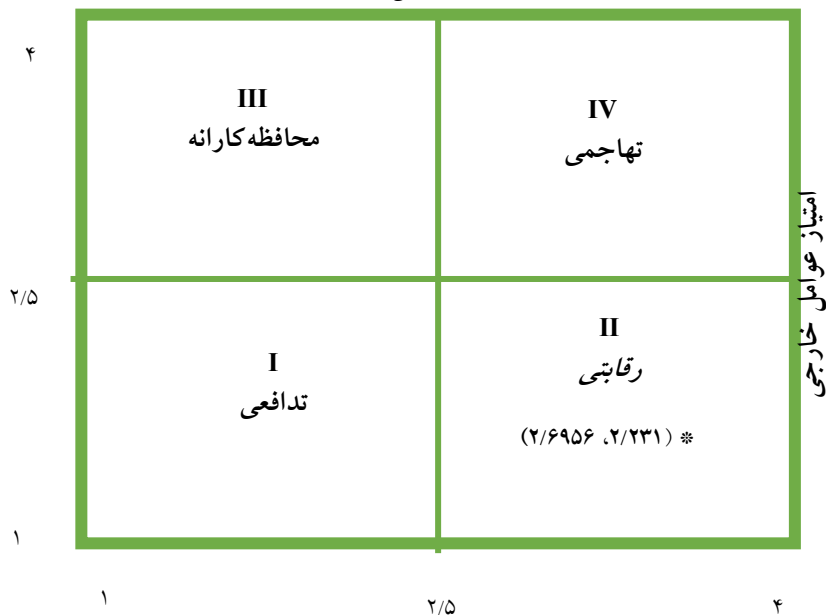 ۴
III
محافظه‌کارانه
IV
تهاجمی
امتیاز عوامل خارجی
۲/۵
I
تدافعی
II
رقابتی
* (۲/۲۳۱، ۲/۶۹۵۶)
۱
۱
۲/۵
۴